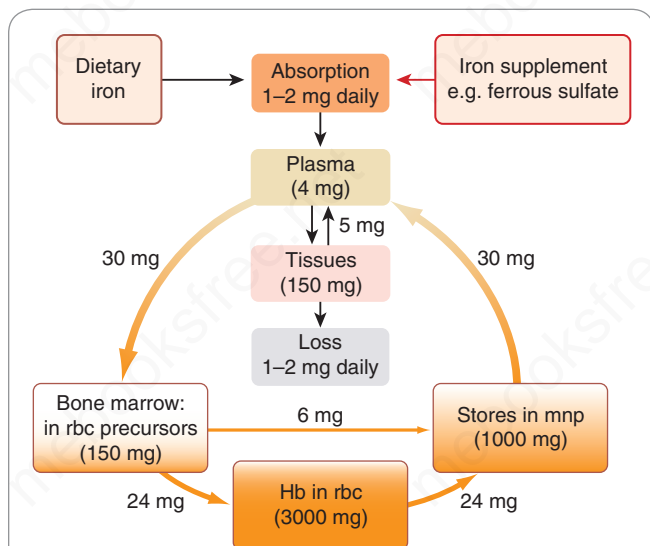 Dietary
iron
Absorption
1–2 mg daily
Iron supplement
e.g. ferrous sulfate
Plasma
(4 mg)
5 mg
30 mg
30 mg
Tissues
(150 mg)
Loss
1–2 mg daily
Bone marrow:
in rbc precursors
(150 mg)
6 mg
Stores in mnp
(1000 mg)
24 mg
Hb in rbc
(3000 mg)
24 mg